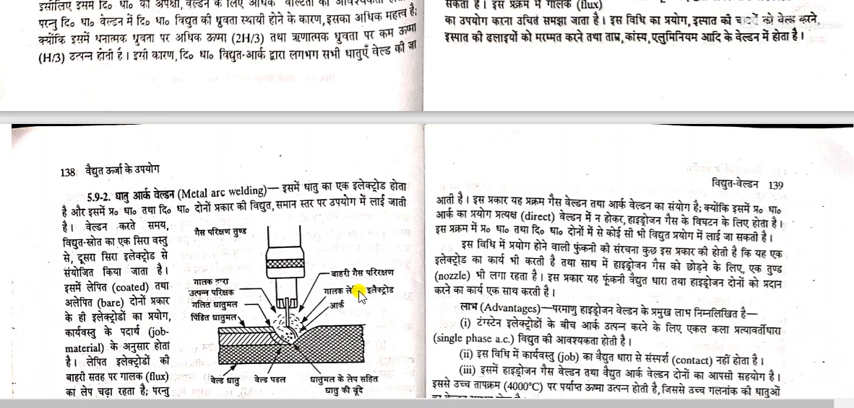 परन्तु दि० धा० वेल्डन में दि० धा० विद्युत की ध्रुवता स्थायी होने के कारण, इसका अधिक महत्त्व है;
क्योंकि इसमें धनात्मक ध्रुवता पर अधिक ऊष्मा (2H/3) तथा ऋणात्मक ध्रुवता पर कम ऊष्मा
(H/3) उत्पन्न होती है। इसी कारण, दि० धा० विद्युत-आर्क द्वारा लगभग सभी धातुएँ वेल्ड की जा
सकता है। इस प्रक्रम में गालक (flux)
का उपयोग करना उचित समझा जाता है। इस विधि का प्रयोग, इस्पात की को वेल्ड करने,
इस्पात की ढलाइयों को मरम्मत करने तथा ताम्र, कांस्य, एलुमिनियम आदि के वेल्डन में होता है।
138 वैद्युत ऊर्जा के उपयोग
5.9-2. धातु आर्क वेल्डन (Metal arc welding)— इसमें धातु का एक इलेक्ट्रोड होता
है और इसमें प्र० धा० तथा दि० धा० दोनों प्रकार की विद्युत, समान स्तर पर उपयोग में लाई जाती
है। वेल्डन करते समय,
विद्युत-स्रोत का एक सिरा वस्तु
से, दूसरा सिरा इलेक्ट्रोड से
संयोजित किया जाता है।
इसमें लेपित (coated) तथा
अलेपित (bare) दोनों प्रकार
के ही इलेक्ट्रोडों का प्रयोग,
कार्यवस्तु के पदार्थ (job-
material) के अनुसार होता
है। लेपित इलेक्ट्रोडों की
बाहरी सतह पर गालक (flux)
का लेप चढ़ा रहता है; परन्तु
गैस परिक्षण तुण्ड
बाहरी गैस परिरक्षण
गालक इलैक्ट्रोड
आर्क
गालक द्वारा
उत्पन्न परिरक्षक
गलित धातुमल
पिंडित धातुमल
वेल्ड धातु
वेल्ड पडल
धातुमल के लेप सहित
धातु की बूंदे
विद्युत-वेल्डन 139
आती है। इस प्रकार यह प्रक्रम गैस वेल्डन तथा आर्क वेल्डन का संयोग है; क्योंकि इसमें प्र० धा०
आर्क का प्रयोग प्रत्यक्ष (direct) वेल्डन में न होकर, हाइड्रोजन गैस के विघटन के लिए होता है।
इस प्रक्रम में प्र० धा० तथा दि० धा० दोनों में से कोई सी भी विद्युत प्रयोग में लाई जा सकती है।
इस विधि में प्रयोग होने वाली फुंकनी की संरचना कुछ इस प्रकार की होती है कि यह एक
इलेक्ट्रोड का कार्य भी करती है तथा साथ में हाइड्रोजन गैस को छोड़ने के लिए, एक तुण्ड
(nozzle) भी लगा रहता है। इस प्रकार यह फूंकनी वैद्युत धारा तथा हाइड्रोजन दोनों को प्रदान
करने का कार्य एक साथ करती है।
लाभ (Advantages)—परमाणु हाइड्रोजन वेल्डन के प्रमुख लाभ निम्नलिखित है—
(i) टंग्स्टेन इलेक्ट्रोडों के बीच आर्क उत्पन्न करने के लिए एकल कला प्रत्यावर्तीधारा
(single phase a.c.) विद्युत की आवश्यकता होती है।
(ii) इस विधि में कार्यवस्तु (job) का वैद्युत धारा से संस्पर्श (contact) नहीं होता है।
(iii) इसमें हाइड्रोजन गैस वेल्डन तथा वैद्युत आर्क वेल्डन दोनों का आपसी सहयोग है।
इससे उच्च तापक्रम (4000°C) पर पर्याप्त ऊष्मा उत्पन्न होती है, जिससे उच्च गलनांक की धातुओं